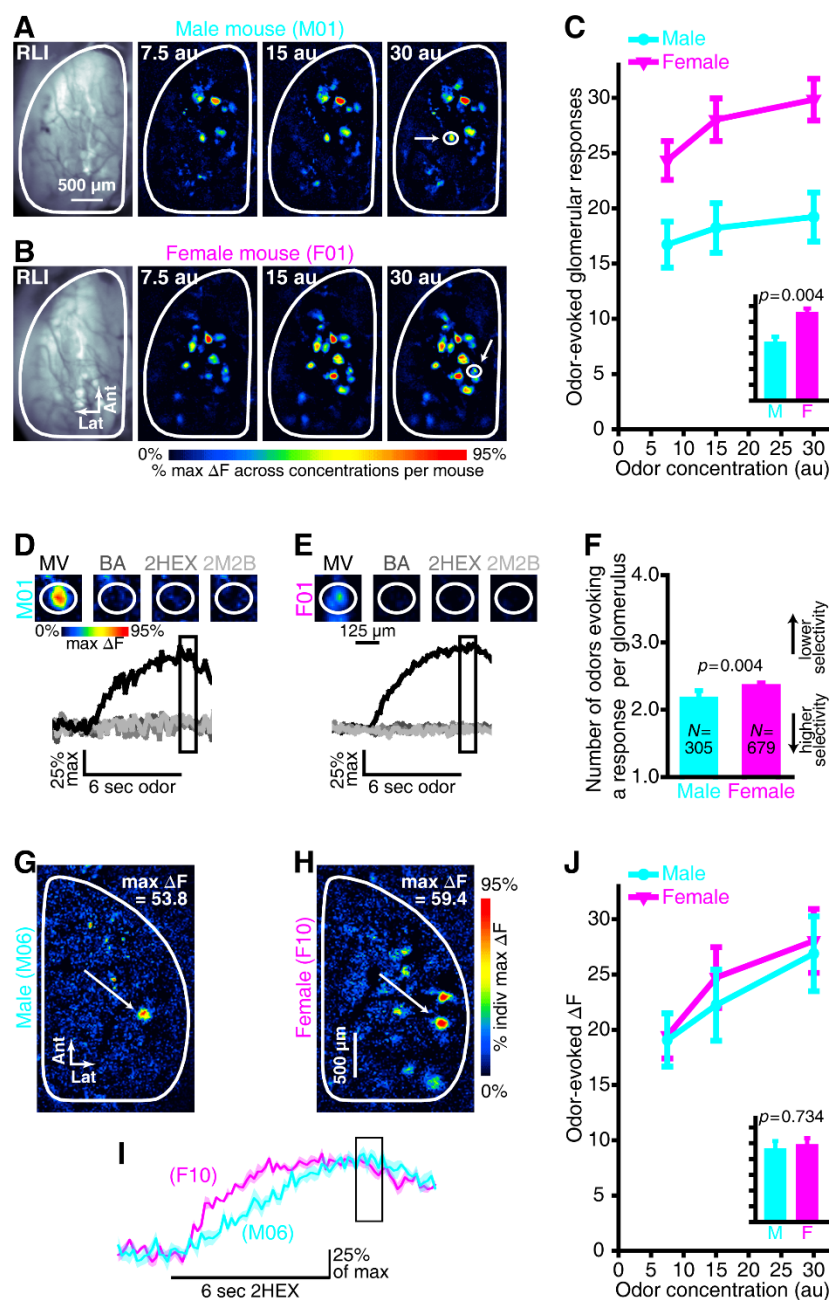 A
Male mouse (M01)
RLI
7.5 au
15 au
30 au
500 µm
B
Female mouse (F01)
RLI
7.5 au
15 au
30 au
Ant
Lat
0%
95%
% max ΔF across concentrations per mouse
C
Male
Female
Odor-evoked glomerular responses
30
25
20
15
10
5
0
p=0.004
M F
0 5 10 15 20 25 30
Odor concentration (au)
D
MV BA 2HEX 2M2B
M01
0% 95%
max ΔF
25%
max
6 sec odor
E
MV BA 2HEX 2M2B
F01
125 µm
25%
max
6 sec odor
F
Number of odors evoking
a response per glomerulus
4.0
3.0
2.0
1.0
p=0.004
N=
305
N=
679
Male Female
lower
selectivity
higher
selectivity
G
max ΔF
= 53.8
Male (M06)
Ant
Lat
H
max ΔF
= 59.4
Female (F10)
500 µm
95%
% indiv max ΔF
0%
I
(F10)
(M06)
25%
of max
6 sec 2HEX
J
Male
Female
Odor-evoked ΔF
30
25
20
15
10
5
0
p=0.734
M F
0 5 10 15 20 25 30
Odor concentration (au)